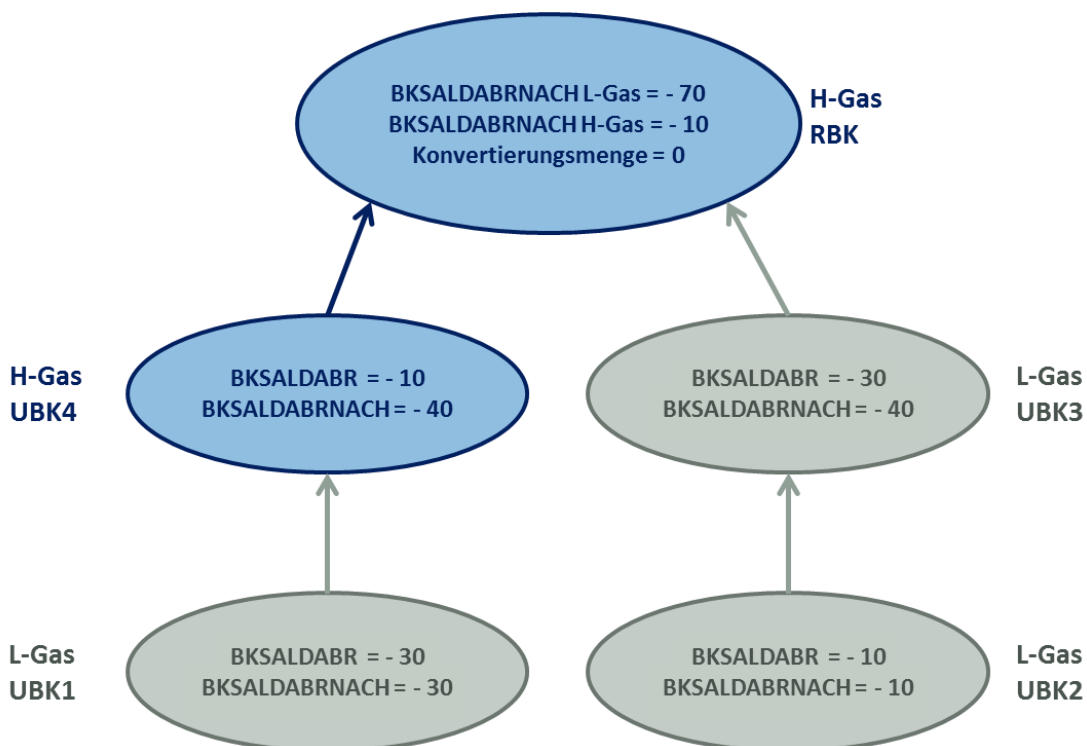 BKSALDABRNACH L-Gas = - 70
BKSALDABRNACH H-Gas = - 10
Konvertierungsmenge = 0
H-Gas
RBK
H-Gas
UBK4
BKSALDABR = - 10
BKSALDABRNACH = - 40
BKSALDABR = - 30
BKSALDABRNACH = - 40
L-Gas
UBK3
L-Gas
UBK1
BKSALDABR = - 30
BKSALDABRNACH = - 30
BKSALDABR = - 10
BKSALDABRNACH = - 10
L-Gas
UBK2